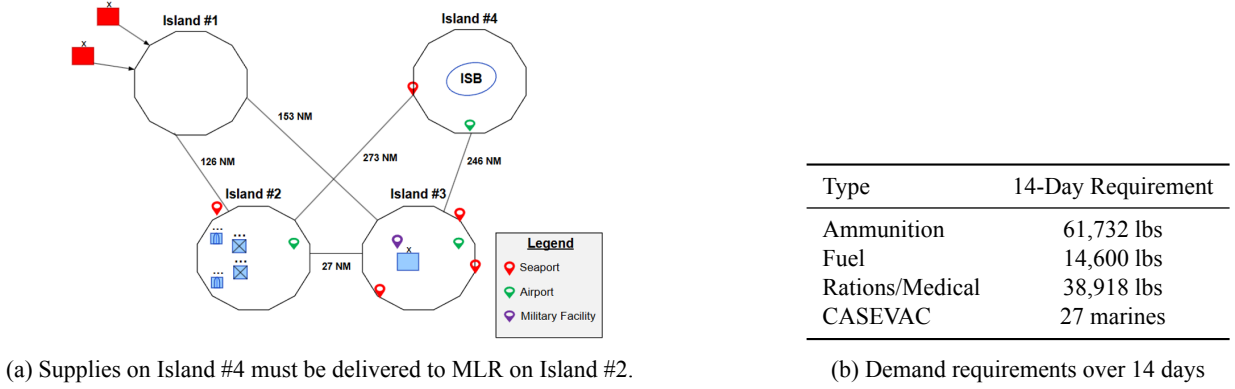 Island #1
Island #4
x
x
ISB
153 NM
126 NM
273 NM
246 NM
Island #2
Island #3
...
...
...
...
x
27 NM
Legend
Seaport
Airport
Military Facility
(a) Supplies on Island #4 must be delivered to MLR on Island #2.
Type 14-Day Requirement
Ammunition 61,732 lbs
Fuel 14,600 lbs
Rations/Medical 38,918 lbs
CASEVAC 27 marines
(b) Demand requirements over 14 days